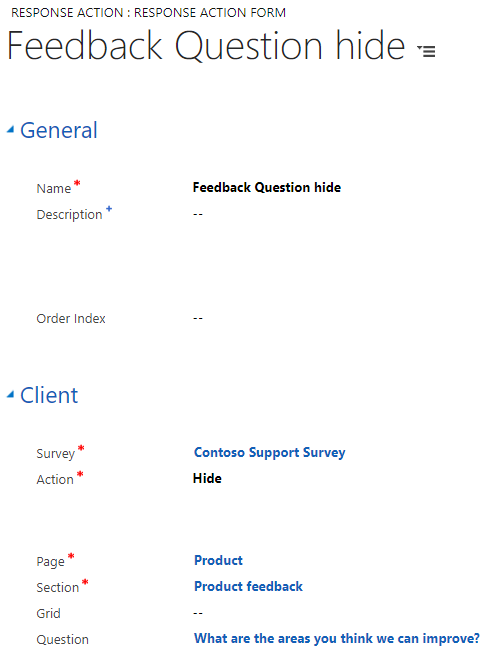 RESPONSE ACTION : RESPONSE ACTION FORM
Feedback Question hide
General
Name * Feedback Question hide
Description + --
Order Index --
Client
Survey * Contoso Support Survey
Action * Hide
Page * Product
Section * Product feedback
Grid --
Question What are the areas you think we can improve?